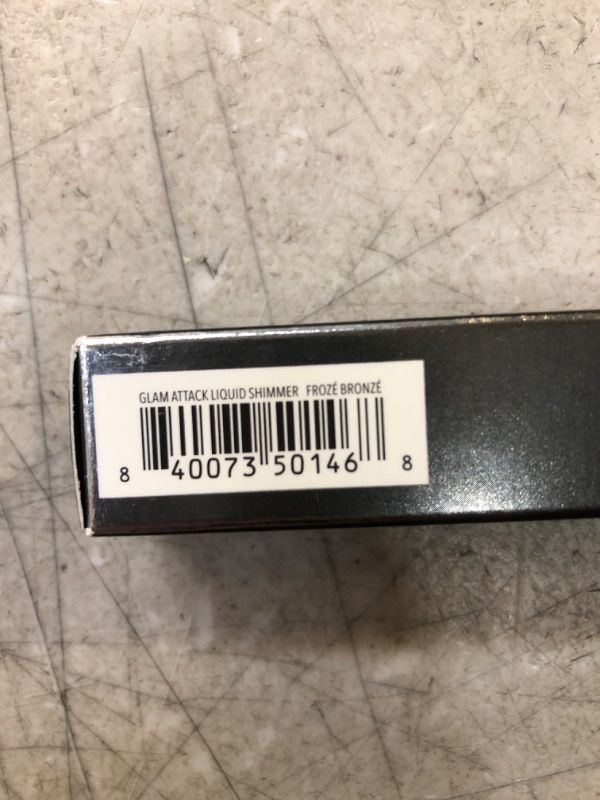 GLAM ATTACK LIQUID SHIMMER FROZÉ BRONZÉ
8 40073 50146 8